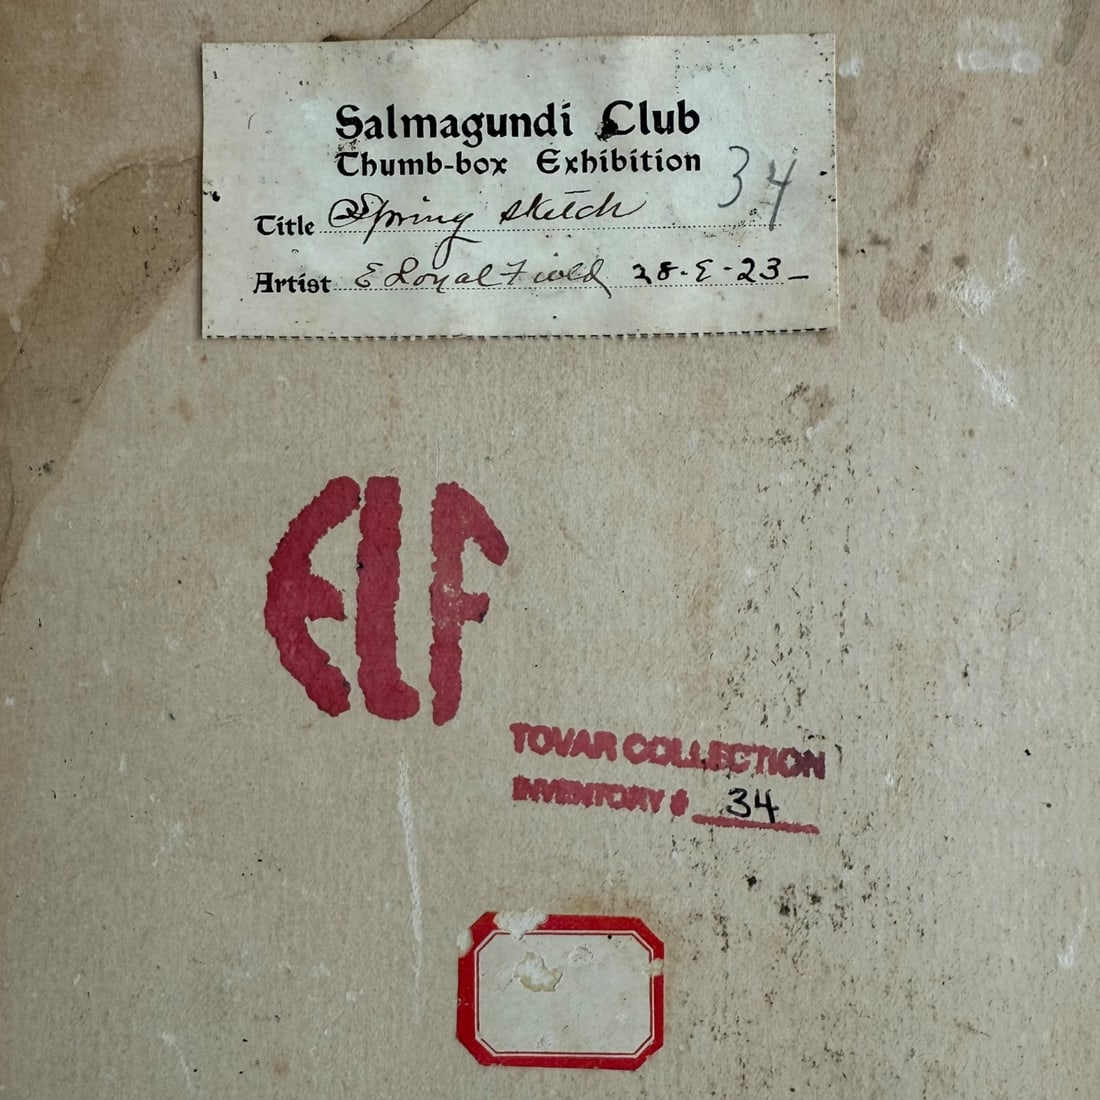 Salmagundi Club
Thumb-box Exhibition
34
Title Spring sketch
Artist E Loyal Field 28-E-23-
ELF
TOVAR COLLECTION
INVENTORY # 34